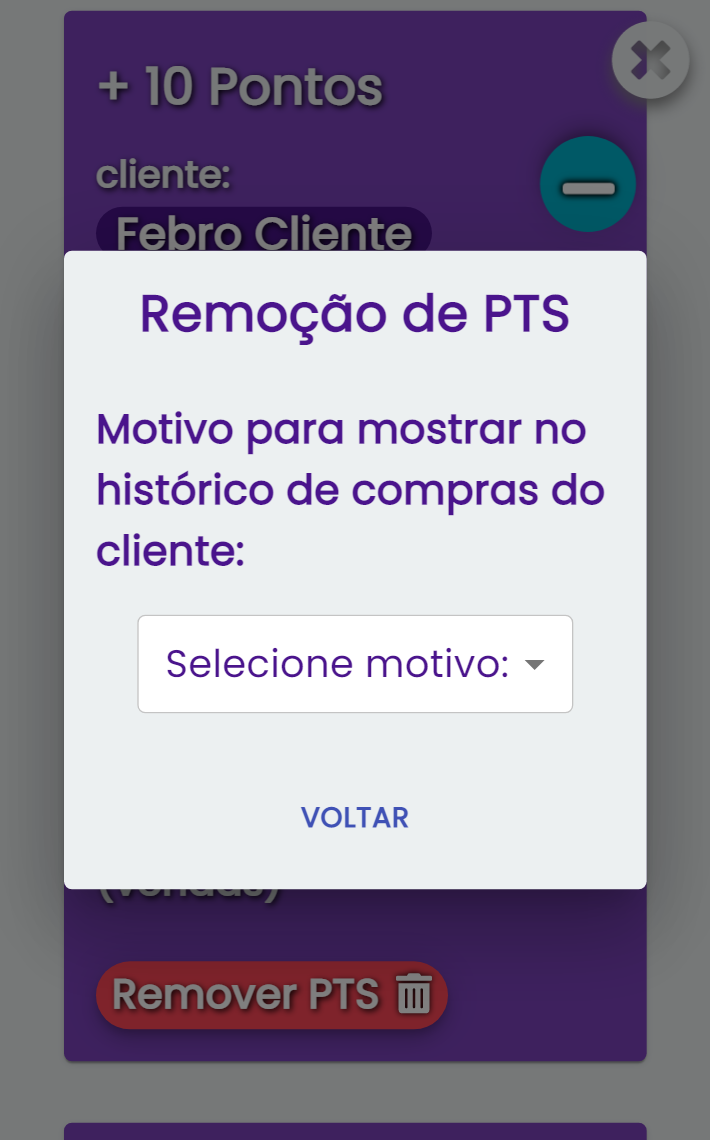 + 10 Pontos
cliente:
Febro Cliente
Remoção de PTS
Motivo para mostrar no
histórico de compras do
cliente:
Selecione motivo:
VOLTAR
Remover PTS